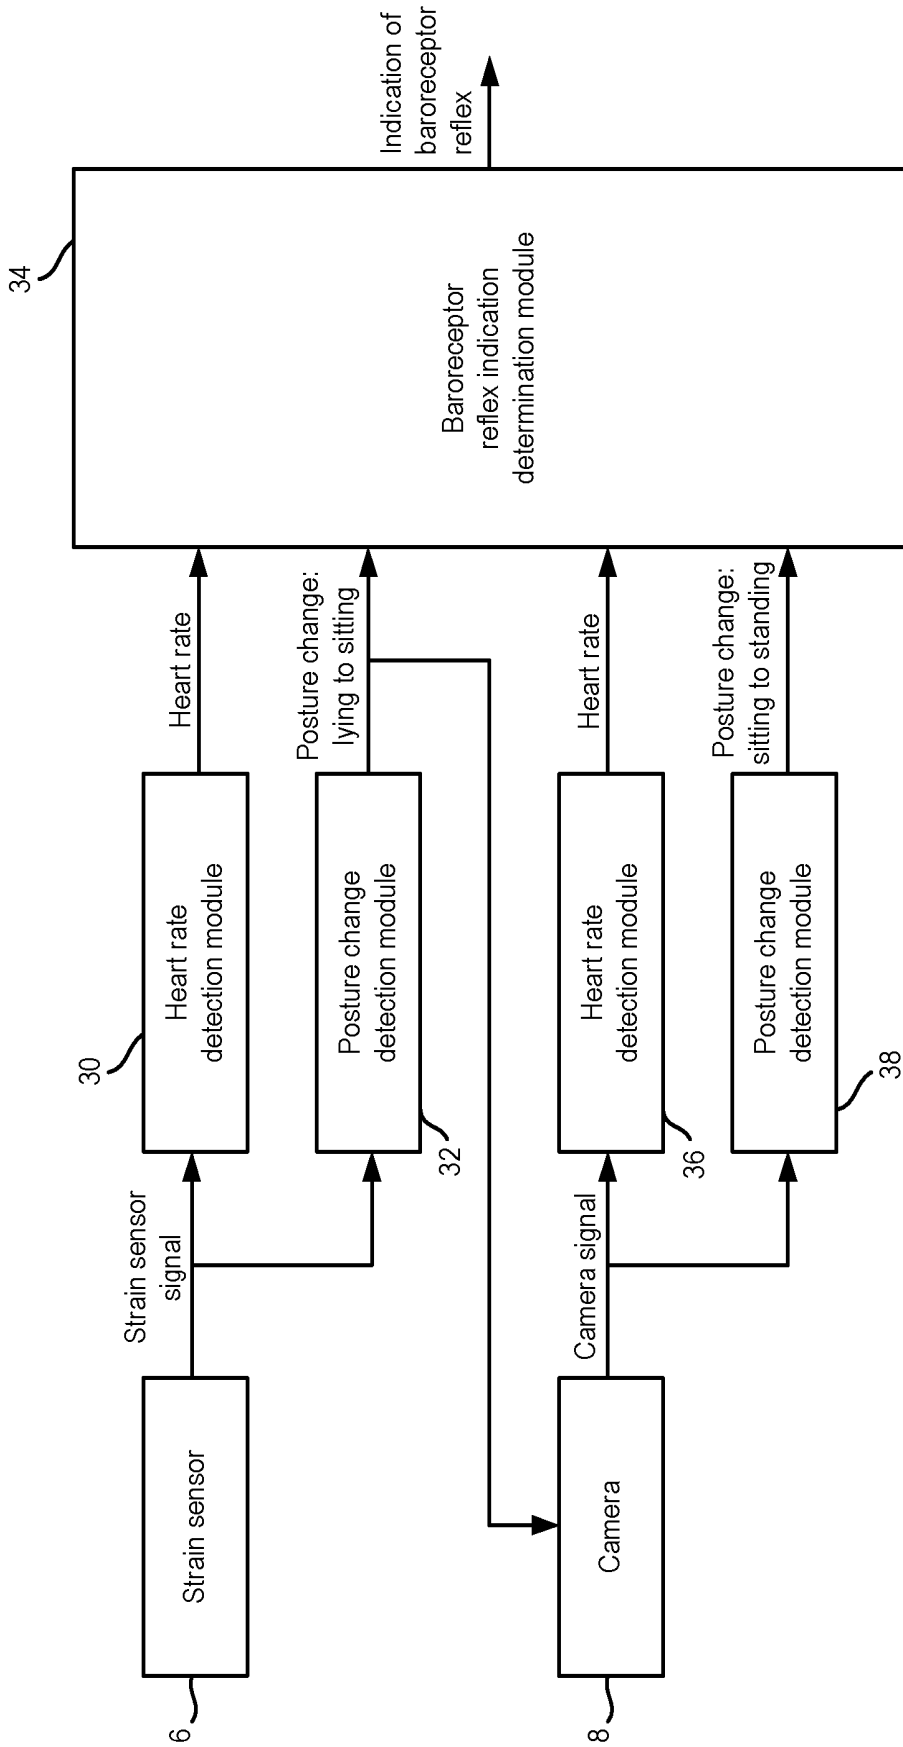 6
Strain sensor
Strain sensor
signal
30
Heart rate
detection module
Heart rate
32
Posture change
detection module
Posture change:
lying to sitting
8
Camera
Camera signal
36
Heart rate
detection module
Heart rate
38
Posture change
detection module
Posture change:
sitting to standing
34
Baroreceptor
reflex indication
determination module
Indication of
baroreceptor
reflex